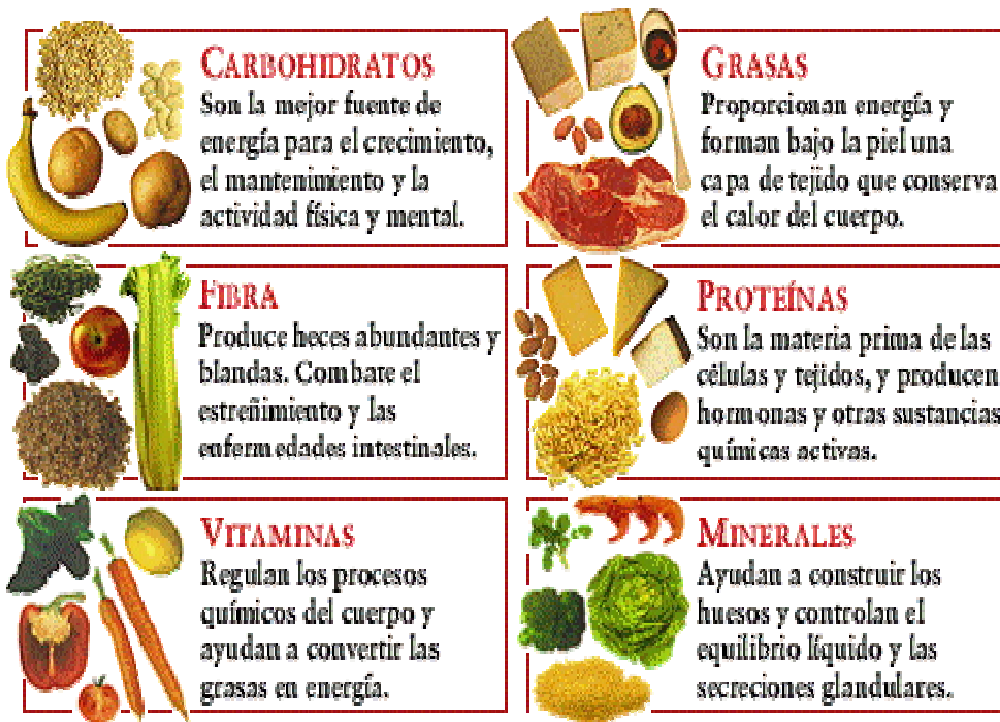 CARBOHIDRATOS
Son la mejor fuente de
energía para el crecimiento,
el mantenimiento y la
actividad física y mental.
GRASAS
Proporcionan energía y
forman bajo la piel una
capa de tejido que conserva
el calor del cuerpo.
FIBRA
Produce heces abundantes y
blandas. Combate el
estreñimiento y las
enfermedades intestinales.
PROTEÍNAS
Son la materia prima de las
células y tejidos, y producen
hormonas y otras sustancias
químicas activas.
VITAMINAS
Regulan los procesos
químicos del cuerpo y
ayudan a convertir las
grasas en energía.
MINERALES
Ayudan a construir los
huesos y controlan el
equilibrio líquido y las
secreciones glandulares.